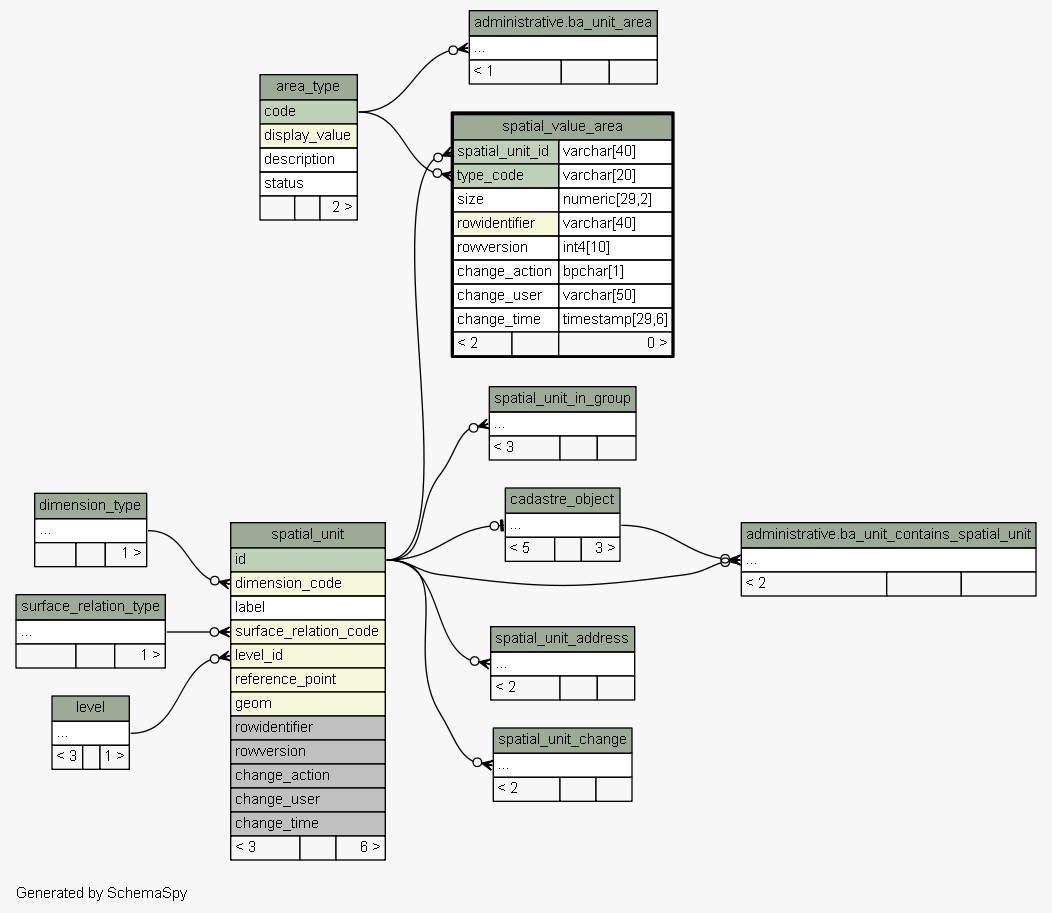 administrative.ba_unit_area
...
< 1
area_type
code
display_value
description
status
2 >
spatial_value_area
spatial_unit_id varchar[40]
type_code varchar[20]
size numeric[29,2]
rowidentifier varchar[40]
rowversion int4[10]
change_action bpchar[1]
change_user varchar[50]
change_time timestamp[29,6]
< 2 0 >
spatial_unit_in_group
...
< 3
cadastre_object
...
< 5 3 >
administrative.ba_unit_contains_spatial_unit
...
< 2
dimension_type
...
1 >
surface_relation_type
...
1 >
level
...
< 3 1 >
spatial_unit
id
dimension_code
label
surface_relation_code
level_id
reference_point
geom
rowidentifier
rowversion
change_action
change_user
change_time
< 3 6 >
spatial_unit_address
...
< 2
spatial_unit_change
...
< 2
Generated by SchemaSpy